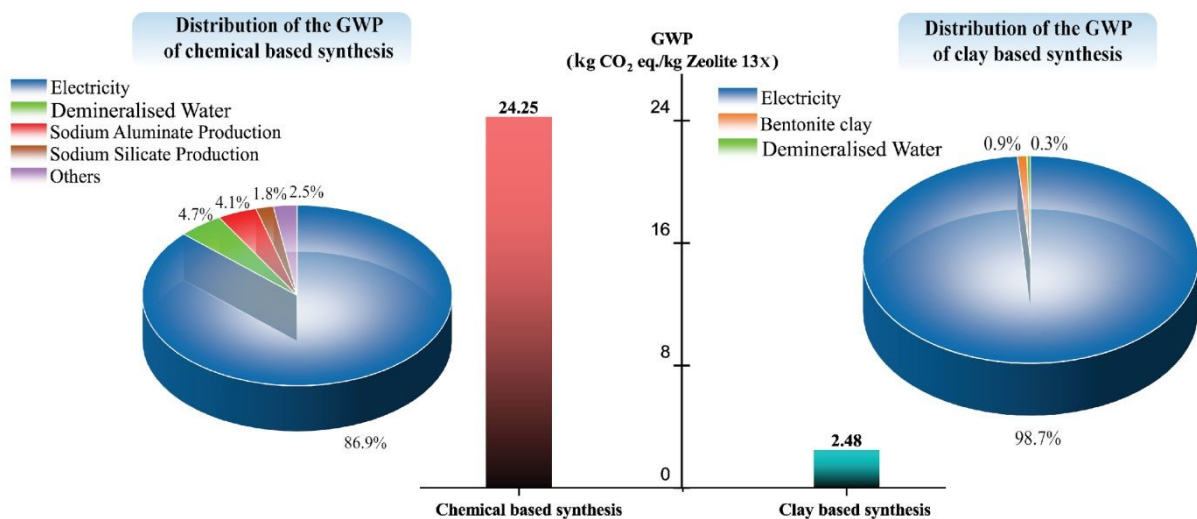 Distribution of the GWP
of chemical based synthesis
Electricity
Demineralised Water
Sodium Aluminate Production
Sodium Silicate Production
Others
4.7%
4.1%
1.8%
2.5%
86.9%
GWP
(kg CO₂ eq./kg Zeolite 13x)
24
16
8
0
24.25
2.48
Chemical based synthesis
Clay based synthesis
Distribution of the GWP
of clay based synthesis
Electricity
Bentonite clay
Demineralised Water
0.9%
0.3%
98.7%